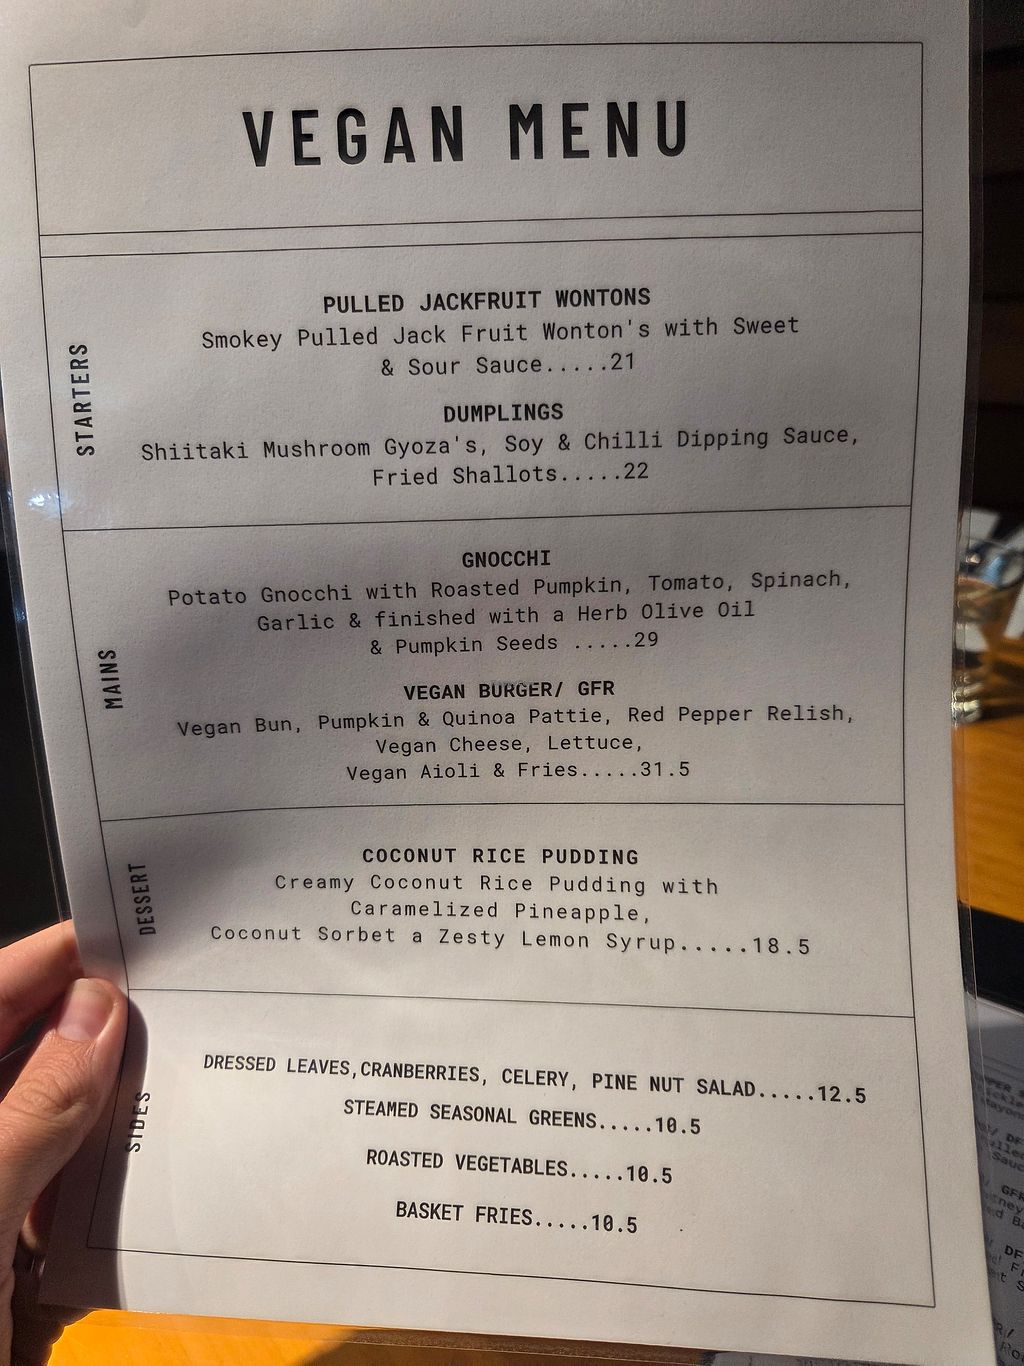 VEGAN MENU
STARTERS
PULLED JACKFRUIT WONTONS
Smokey Pulled Jack Fruit Wonton's with Sweet
& Sour Sauce.....21
DUMPLINGS
Shiitaki Mushroom Gyoza's, Soy & Chilli Dipping Sauce,
Fried Shallots.....22
MAINS
GNOCCHI
Potato Gnocchi with Roasted Pumpkin, Tomato, Spinach,
Garlic & finished with a Herb Olive Oil
& Pumpkin Seeds .....29
VEGAN BURGER/ GFR
Vegan Bun, Pumpkin & Quinoa Pattie, Red Pepper Relish,
Vegan Cheese, Lettuce,
Vegan Aioli & Fries.....31.5
DESSERT
COCONUT RICE PUDDING
Creamy Coconut Rice Pudding with
Caramelized Pineapple,
Coconut Sorbet a Zesty Lemon Syrup.....18.5
SIDES
DRESSED LEAVES,CRANBERRIES, CELERY, PINE NUT SALAD.....12.5
STEAMED SEASONAL GREENS.....10.5
ROASTED VEGETABLES.....10.5
BASKET FRIES.....10.5